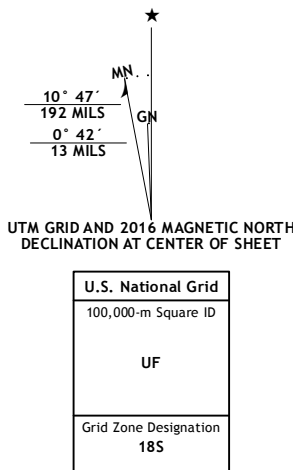 MN
10° 47´
192 MILS
GN
0° 42´
13 MILS
UTM GRID AND 2016 MAGNETIC NORTH
DECLINATION AT CENTER OF SHEET
U.S. National Grid
100,000-m Square ID
UF
Grid Zone Designation
18S